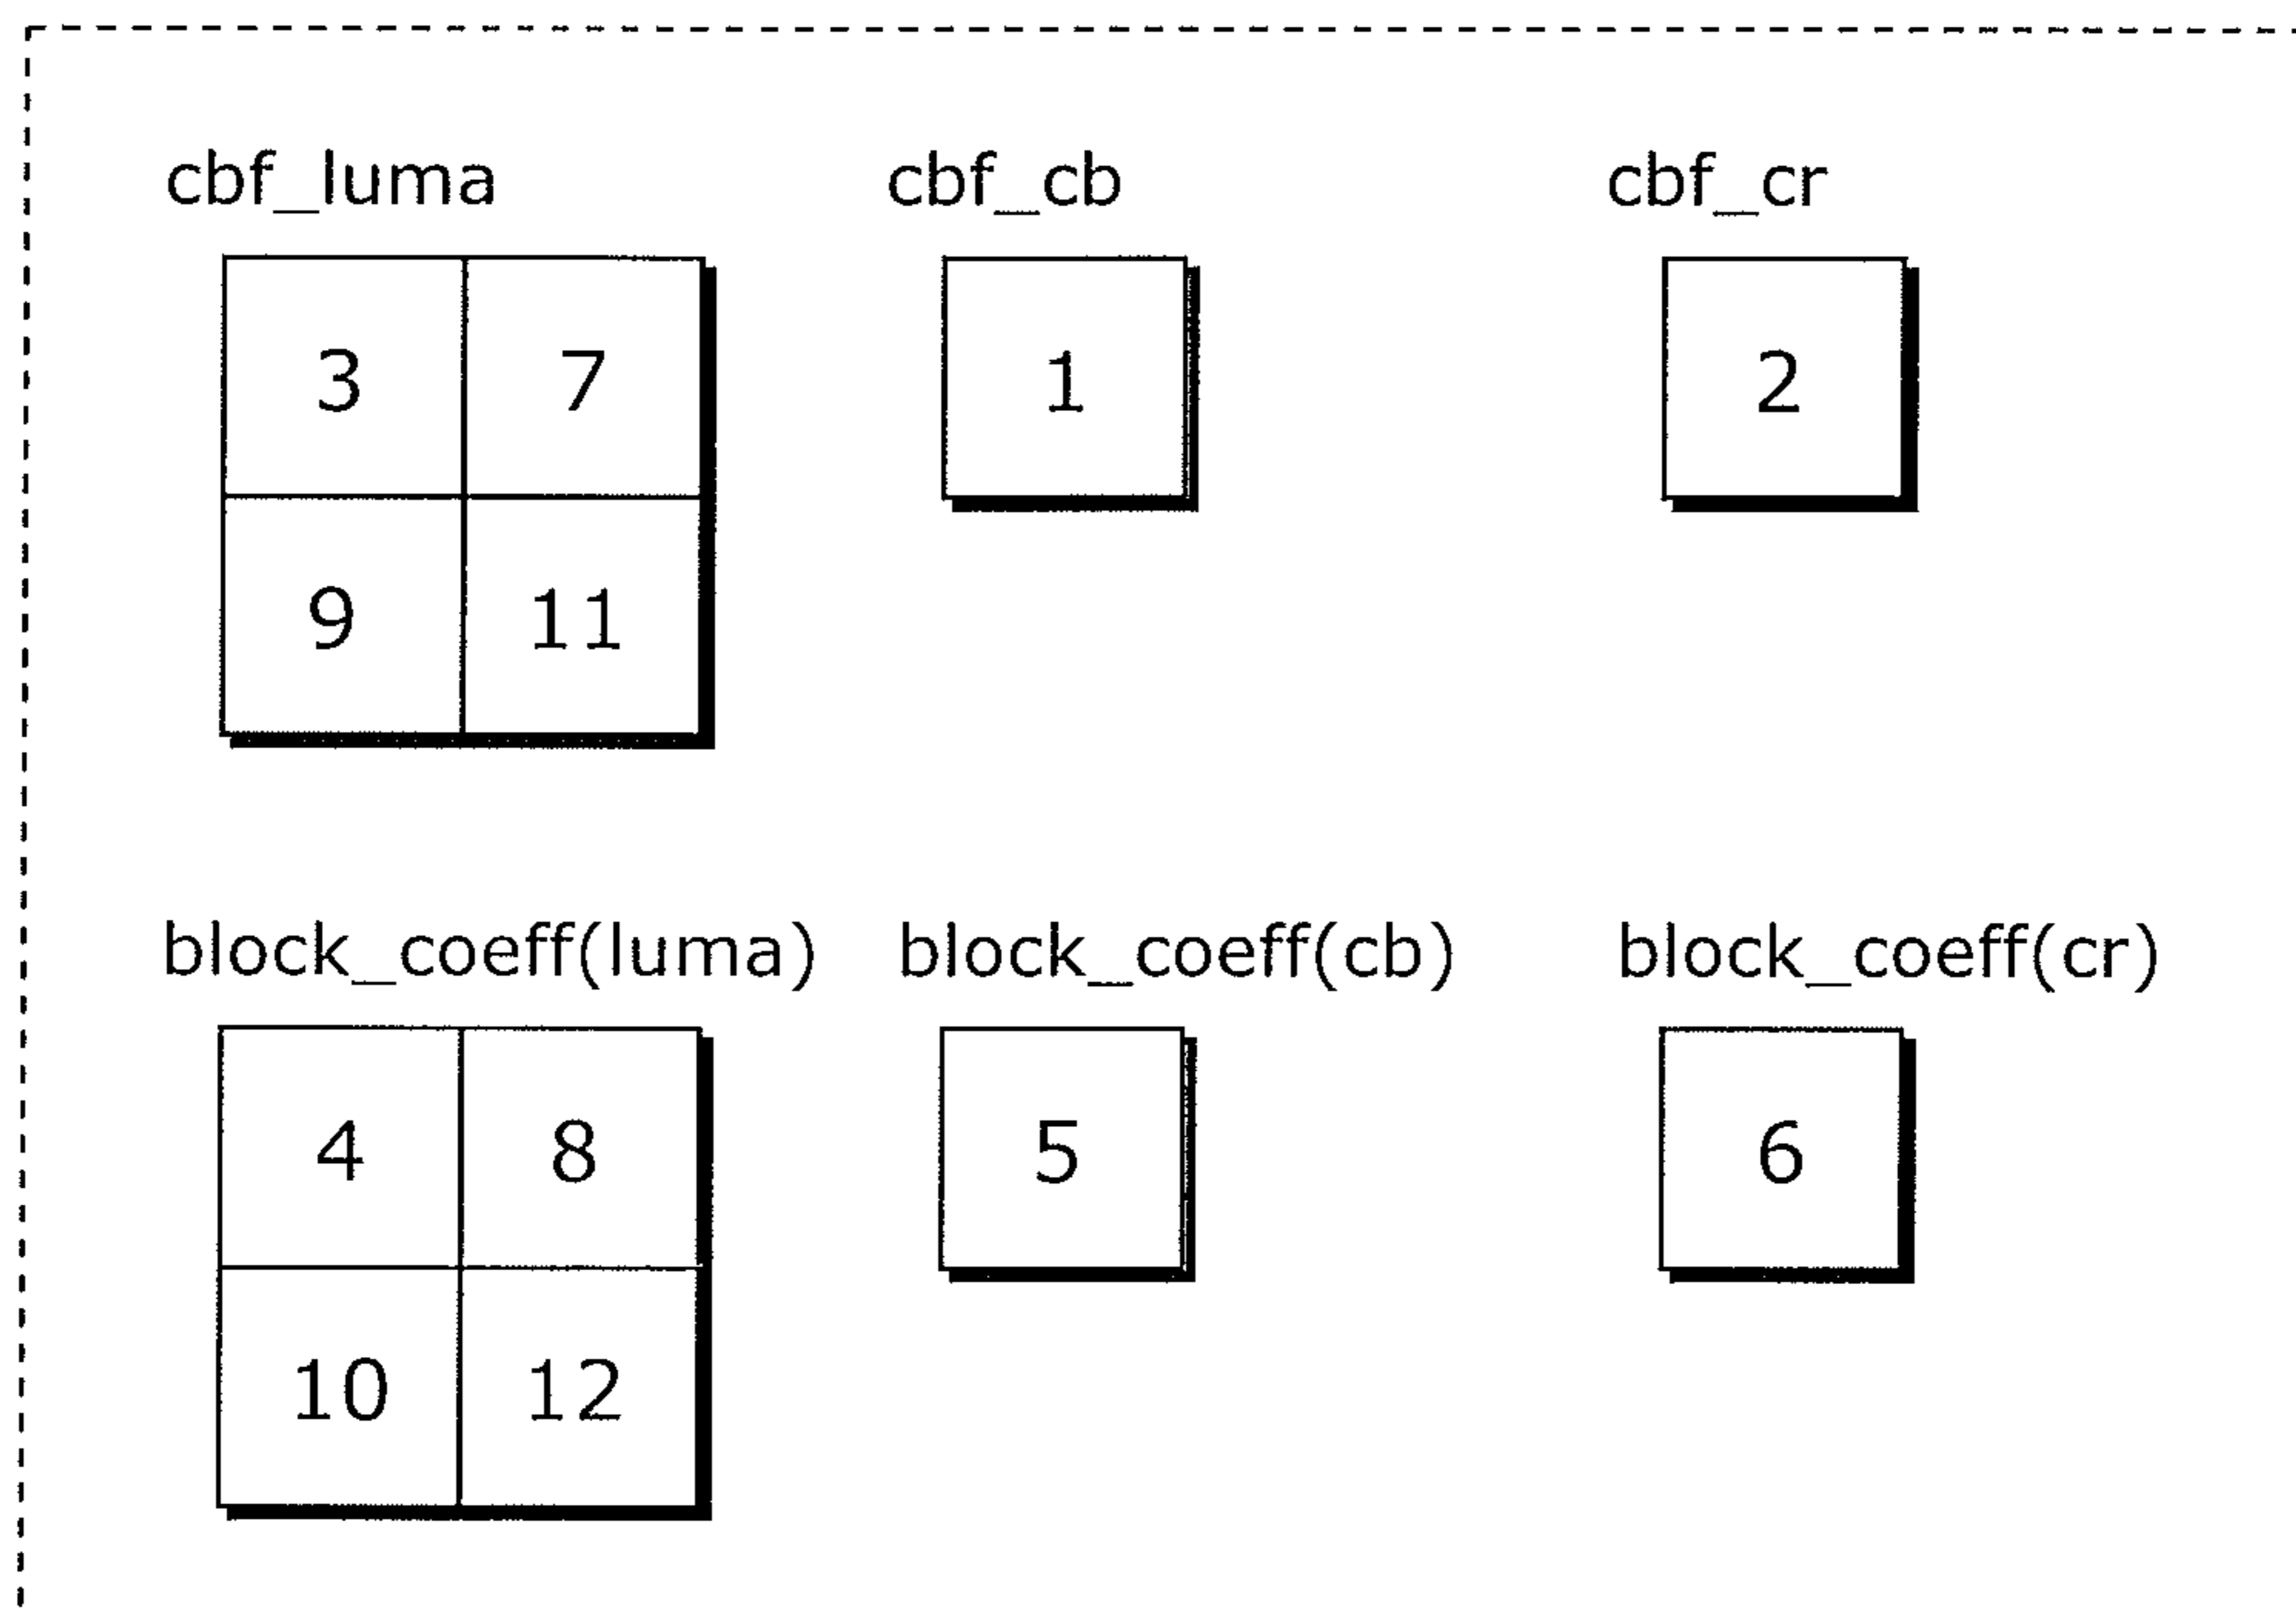 cbf_luma cbf_cb cbf_cr
3 7 1 2
9 11
block_coeff(luma) block_coeff(cb) block_coeff(cr)
4 8 5 6
10 12